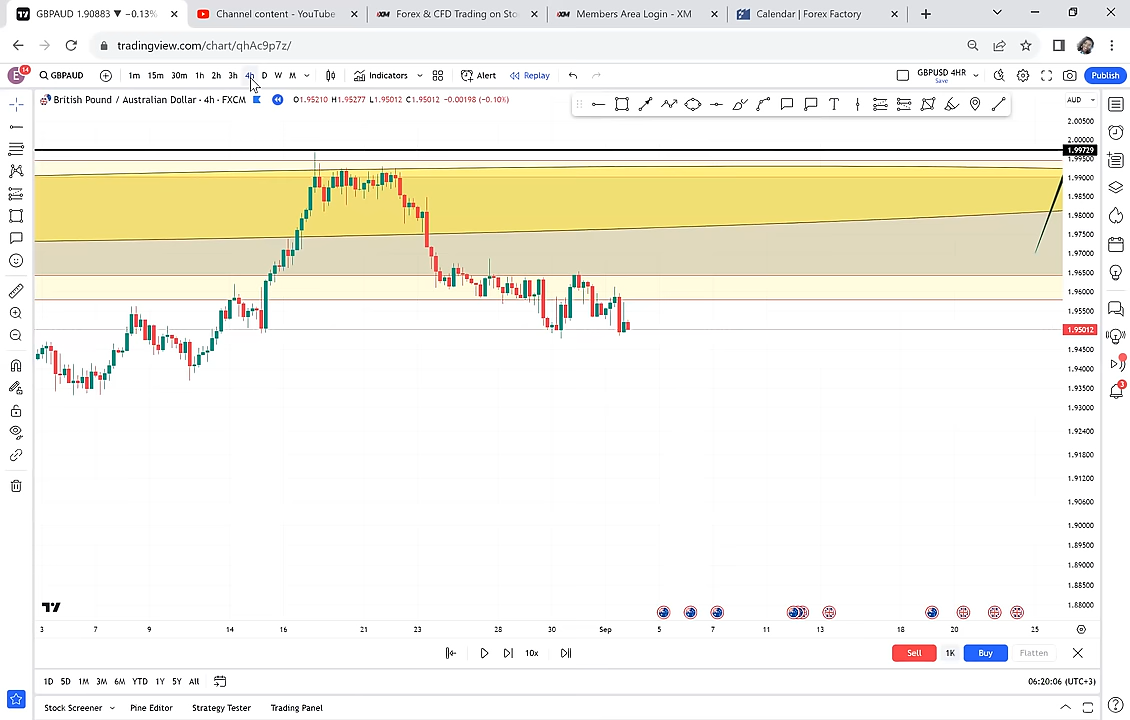 GBPAUD 1.90883 ▼ −0.13%
Channel content - YouTube
Forex & CFD Trading on Sto
Members Area Login - XM
Calendar | Forex Factory
tradingview.com/chart/qhAc9p7z/
E 14 GBPAUD 1m 15m 30m 1h 2h 3h 4h D W M Indicators Alert Replay GBPUSD 4HR Save Publish
British Pound / Australian Dollar · 4h · FXCM O1.95210 H1.95277 L1.95012 C1.95012 −0.00198 (−0.10%)
AUD
2.00500
2.00000
1.99729
1.99500
1.99000
1.98500
1.98000
1.97500
1.97000
1.96500
1.96000
1.95500
1.95012
1.94500
1.94000
1.93500
1.93000
1.92400
1.91800
1.91200
1.90600
1.90000
1.89500
1.89000
1.88500
1.88000
3
3 7 9 14 16 21 23 28 30 Sep 5 7 11 13 18 20 25
10x Sell 1K Buy Flatten
1D 5D 1M 3M 6M YTD 1Y 5Y All 06:20:06 (UTC+3)
Stock Screener Pine Editor Strategy Tester Trading Panel